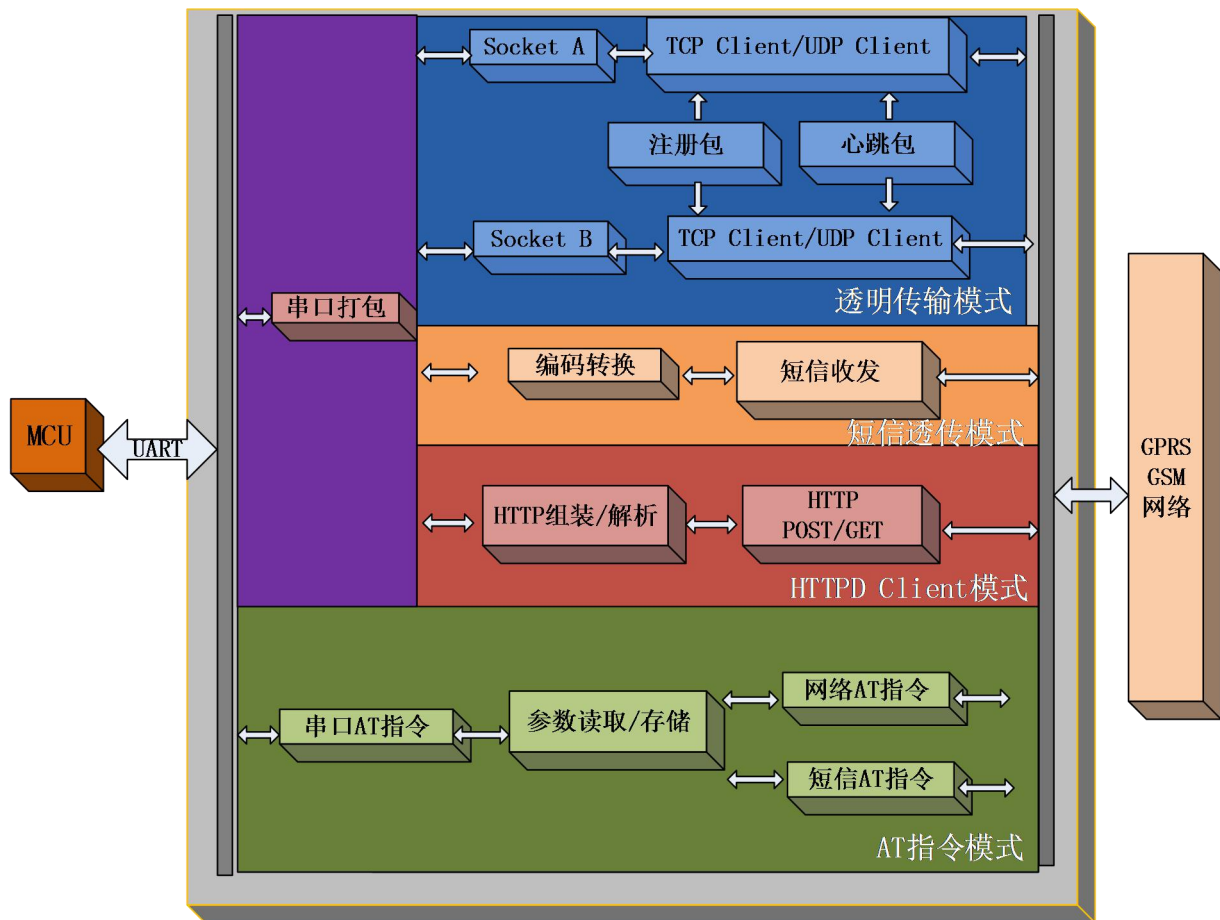 Socket A
TCP Client/UDP Client
注册包
心跳包
Socket B
TCP Client/UDP Client
透明传输模式
串口打包
编码转换
短信收发
短信透传模式
MCU
UART
HTTP组装/解析
HTTP
POST/GET
HTTPD Client模式
GPRS
GSM
网络
串口AT指令
参数读取/存储
网络AT指令
短信AT指令
AT指令模式